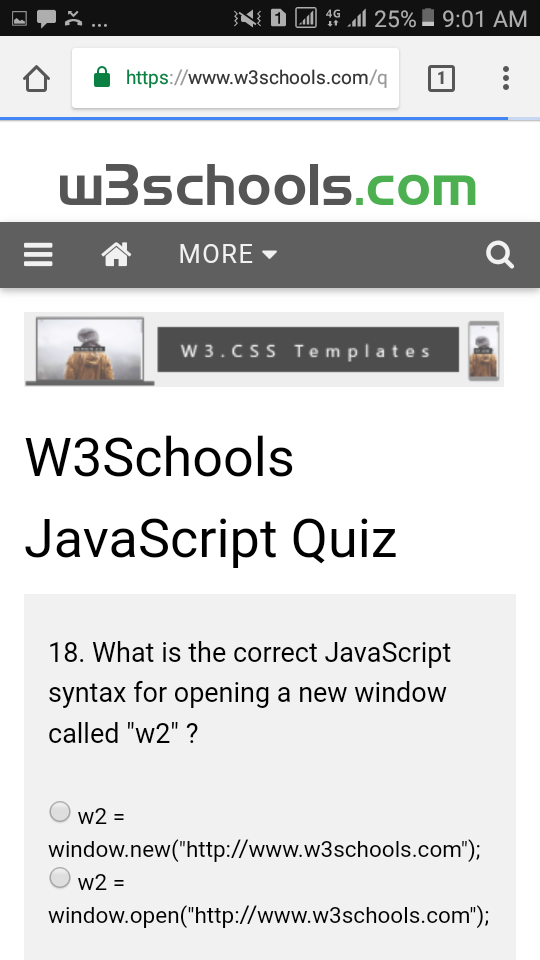 ... 1 4G 25% 9:01 AM
https://www.w3schools.com/q 1
w3schools.com
MORE
W3.CSS Templates
W3Schools
JavaScript Quiz
18. What is the correct JavaScript
syntax for opening a new window
called "w2" ?
w2 =
window.new("http://www.w3schools.com");
w2 =
window.open("http://www.w3schools.com");